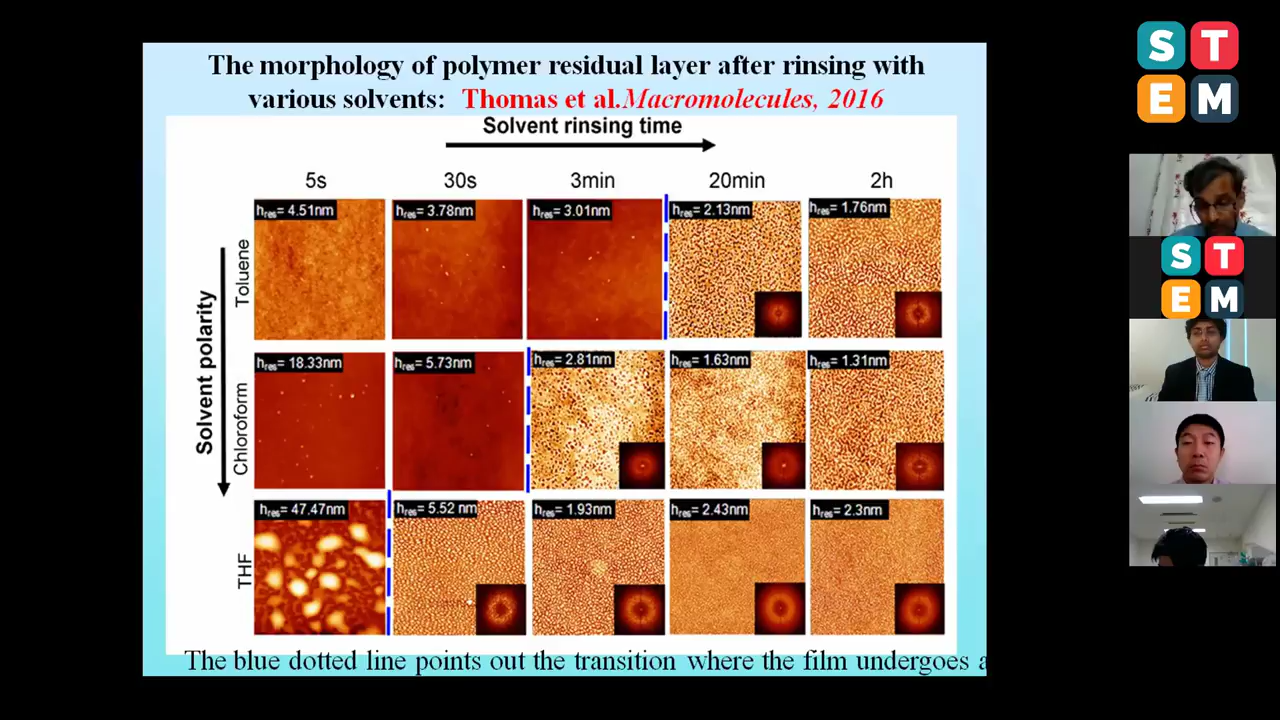 The morphology of polymer residual layer after rinsing with
various solvents: Thomas et al.Macromolecules, 2016
Solvent rinsing time
5s 30s 3min 20min 2h
Solvent polarity
Toluene
hres= 4.51nm hres= 3.78nm hres= 3.01nm hres= 2.13nm hres= 1.76nm
Chloroform
hres= 18.33nm hres= 5.73nm hres= 2.81nm hres= 1.63nm hres= 1.31nm
THF
hres= 47.47nm hres= 5.52 nm hres= 1.93nm hres= 2.43nm hres= 2.3nm
The blue dotted line points out the transition where the film undergoes a
S T
E M
S T
E M